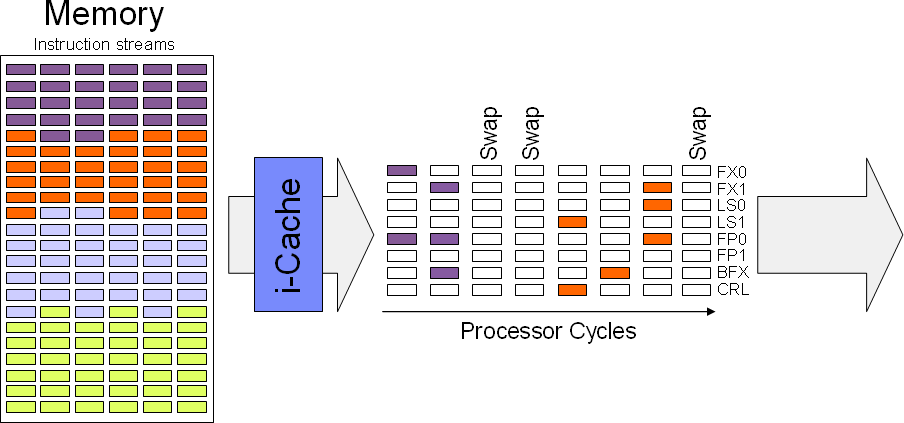 Memory
Instruction streams
i-Cache
Swap
Swap
Swap
FX0
FX1
LS0
LS1
FP0
FP1
BFX
CRL
Processor Cycles